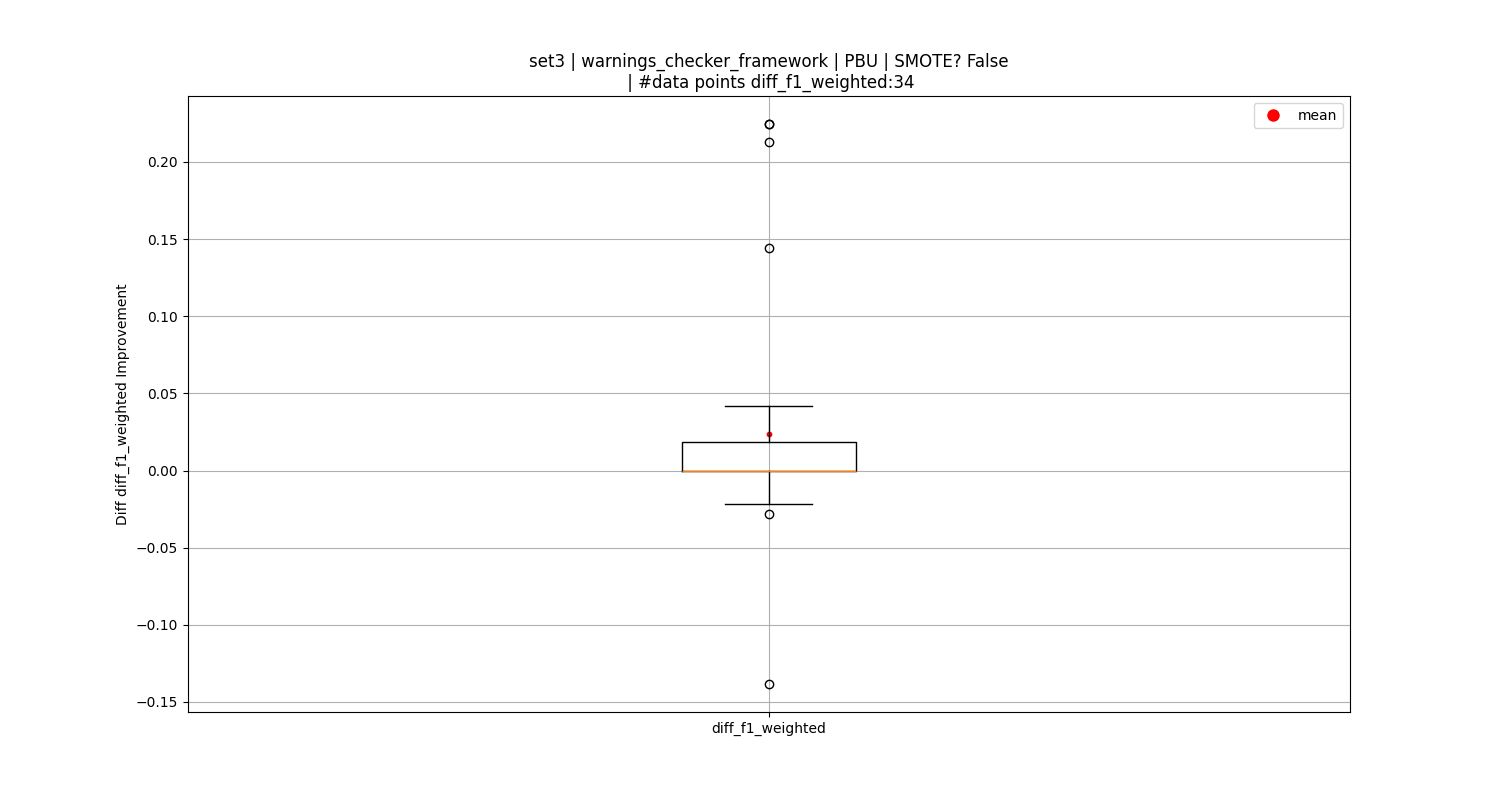 set3 | warnings_checker_framework | PBU | SMOTE? False
| #data points diff_f1_weighted:34
mean
0.20
0.15
0.10
0.05
0.00
−0.05
−0.10
−0.15
Diff diff_f1_weighted Improvement
diff_f1_weighted